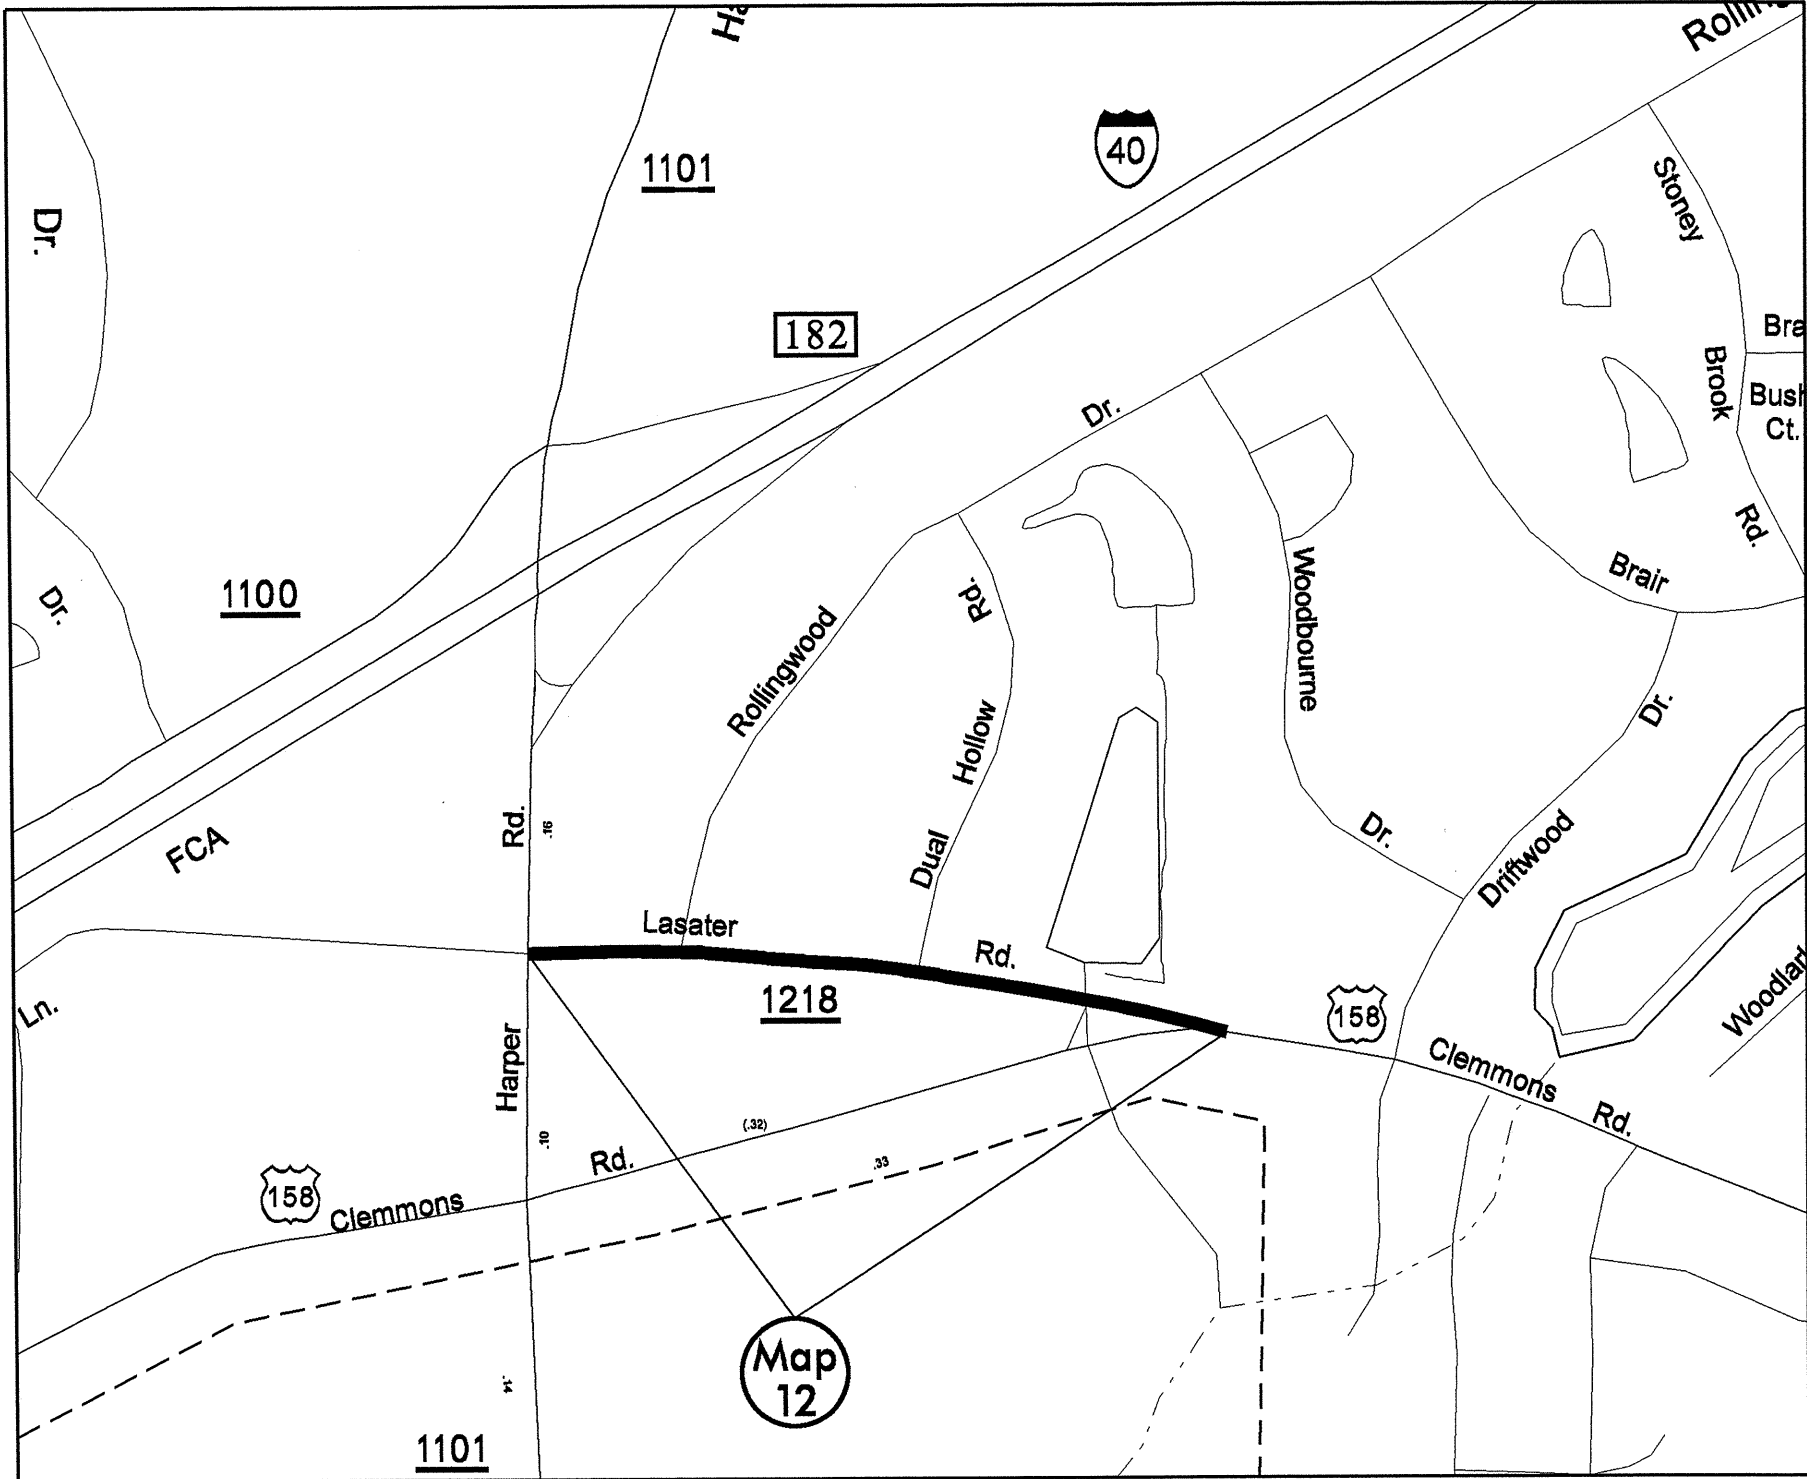 Ha
Rolling
40
1101
Dr.
Stoney
182
Brook
Bra
Bush
Ct.
Dr.
Rd.
Brair
Dr.
1100
Rd.
Woodbourne
Rollingwood
Hollow
Dr.
Rd.
.16
FCA
Dual
Dr.
Driftwood
Lasater
Rd.
1218
Ln.
158
Woodlar
Harper
Clemmons
Rd.
.10
(.32)
Rd.
.33
158
Clemmons
Map
12
.14
1101